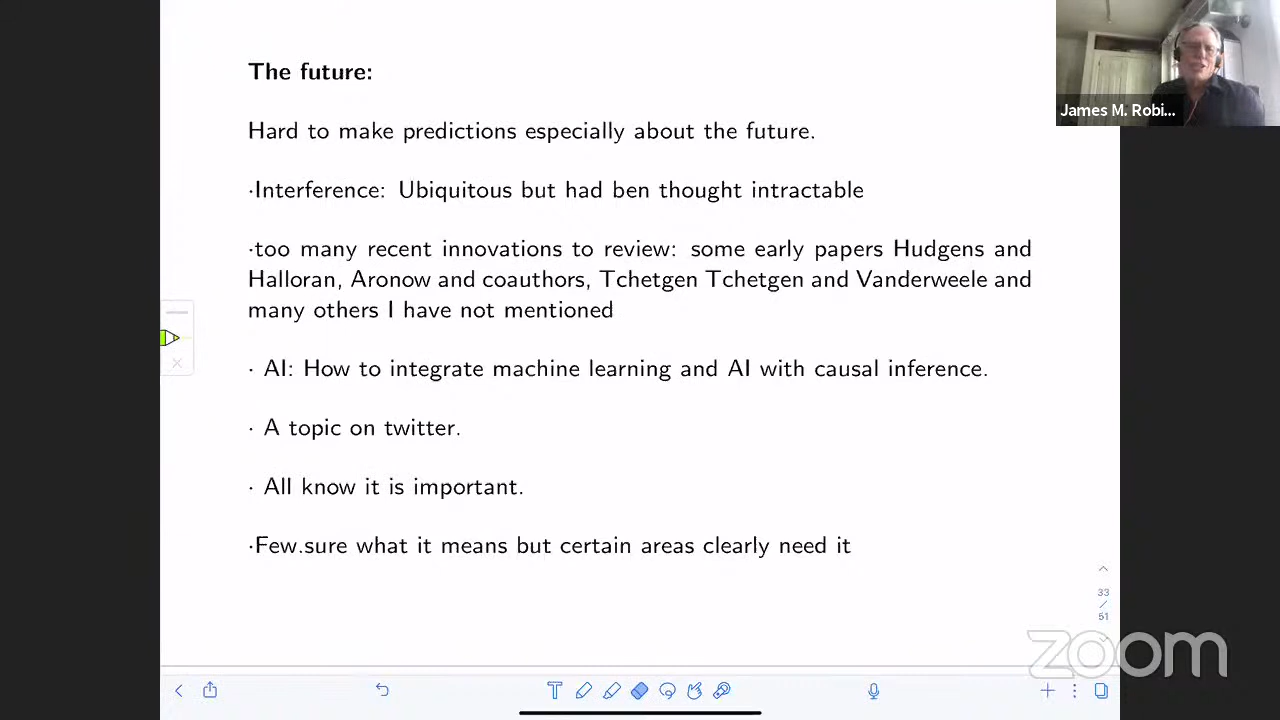 The future:
Hard to make predictions especially about the future.
·Interference: Ubiquitous but had ben thought intractable
·too many recent innovations to review: some early papers Hudgens and
Halloran, Aronow and coauthors, Tchetgen Tchetgen and Vanderweele and
many others I have not mentioned
· AI: How to integrate machine learning and AI with causal inference.
· A topic on twitter.
· All know it is important.
·Few.sure what it means but certain areas clearly need it
James M. Robi...
33
/
51
zoom